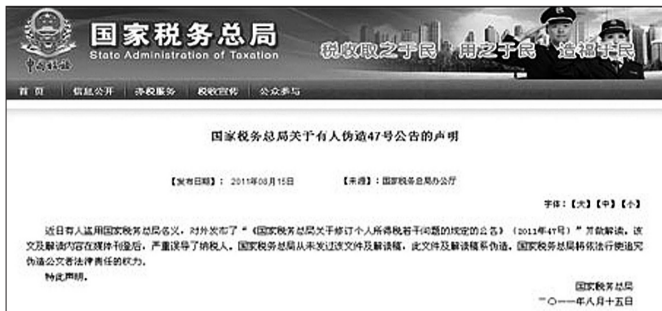 国家税务总局
State Administration of Taxation
税收取之于民 用之于民 造福于民
中国税务
首 页 信息公开 办税服务 税收宣传 公众参与
国家税务总局关于有人伪造47号公告的声明
【发布日期】： 2011年08月15日 【来源】：国家税务总局办公厅
字体：【大】【中】【小】
近日有人盗用国家税务总局名义，对外发布了“《国家税务总局关于修订个人所得税若干问题的规定的公告》（2011年47号）”并做解读。该
文及解读内容在媒体刊登后，严重误导了纳税人。国家税务总局从未发过该文件及解读稿，此文件及解读稿系伪造。国家税务总局将依法行使追究
伪造公文者法律责任的权力。
特此声明。
国家税务总局
二〇一一年八月十五日